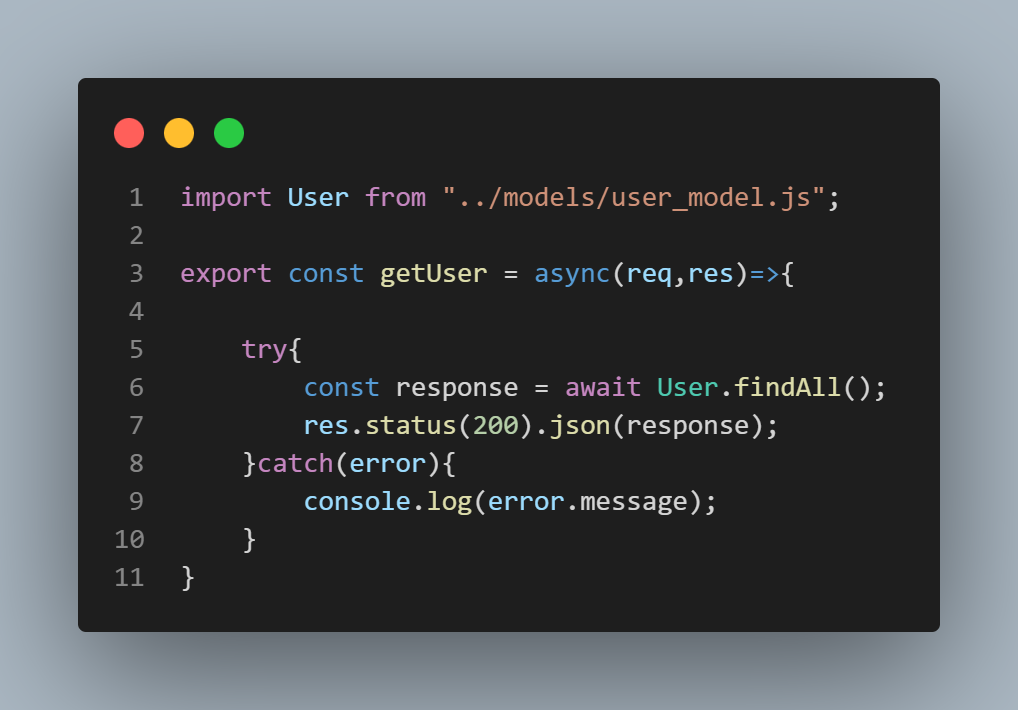 1 import User from "../models/user_model.js";
2
3 export const getUser = async(req,res)=>{
4
5     try{
6         const response = await User.findAll();
7         res.status(200).json(response);
8     }catch(error){
9         console.log(error.message);
10     }
11 }